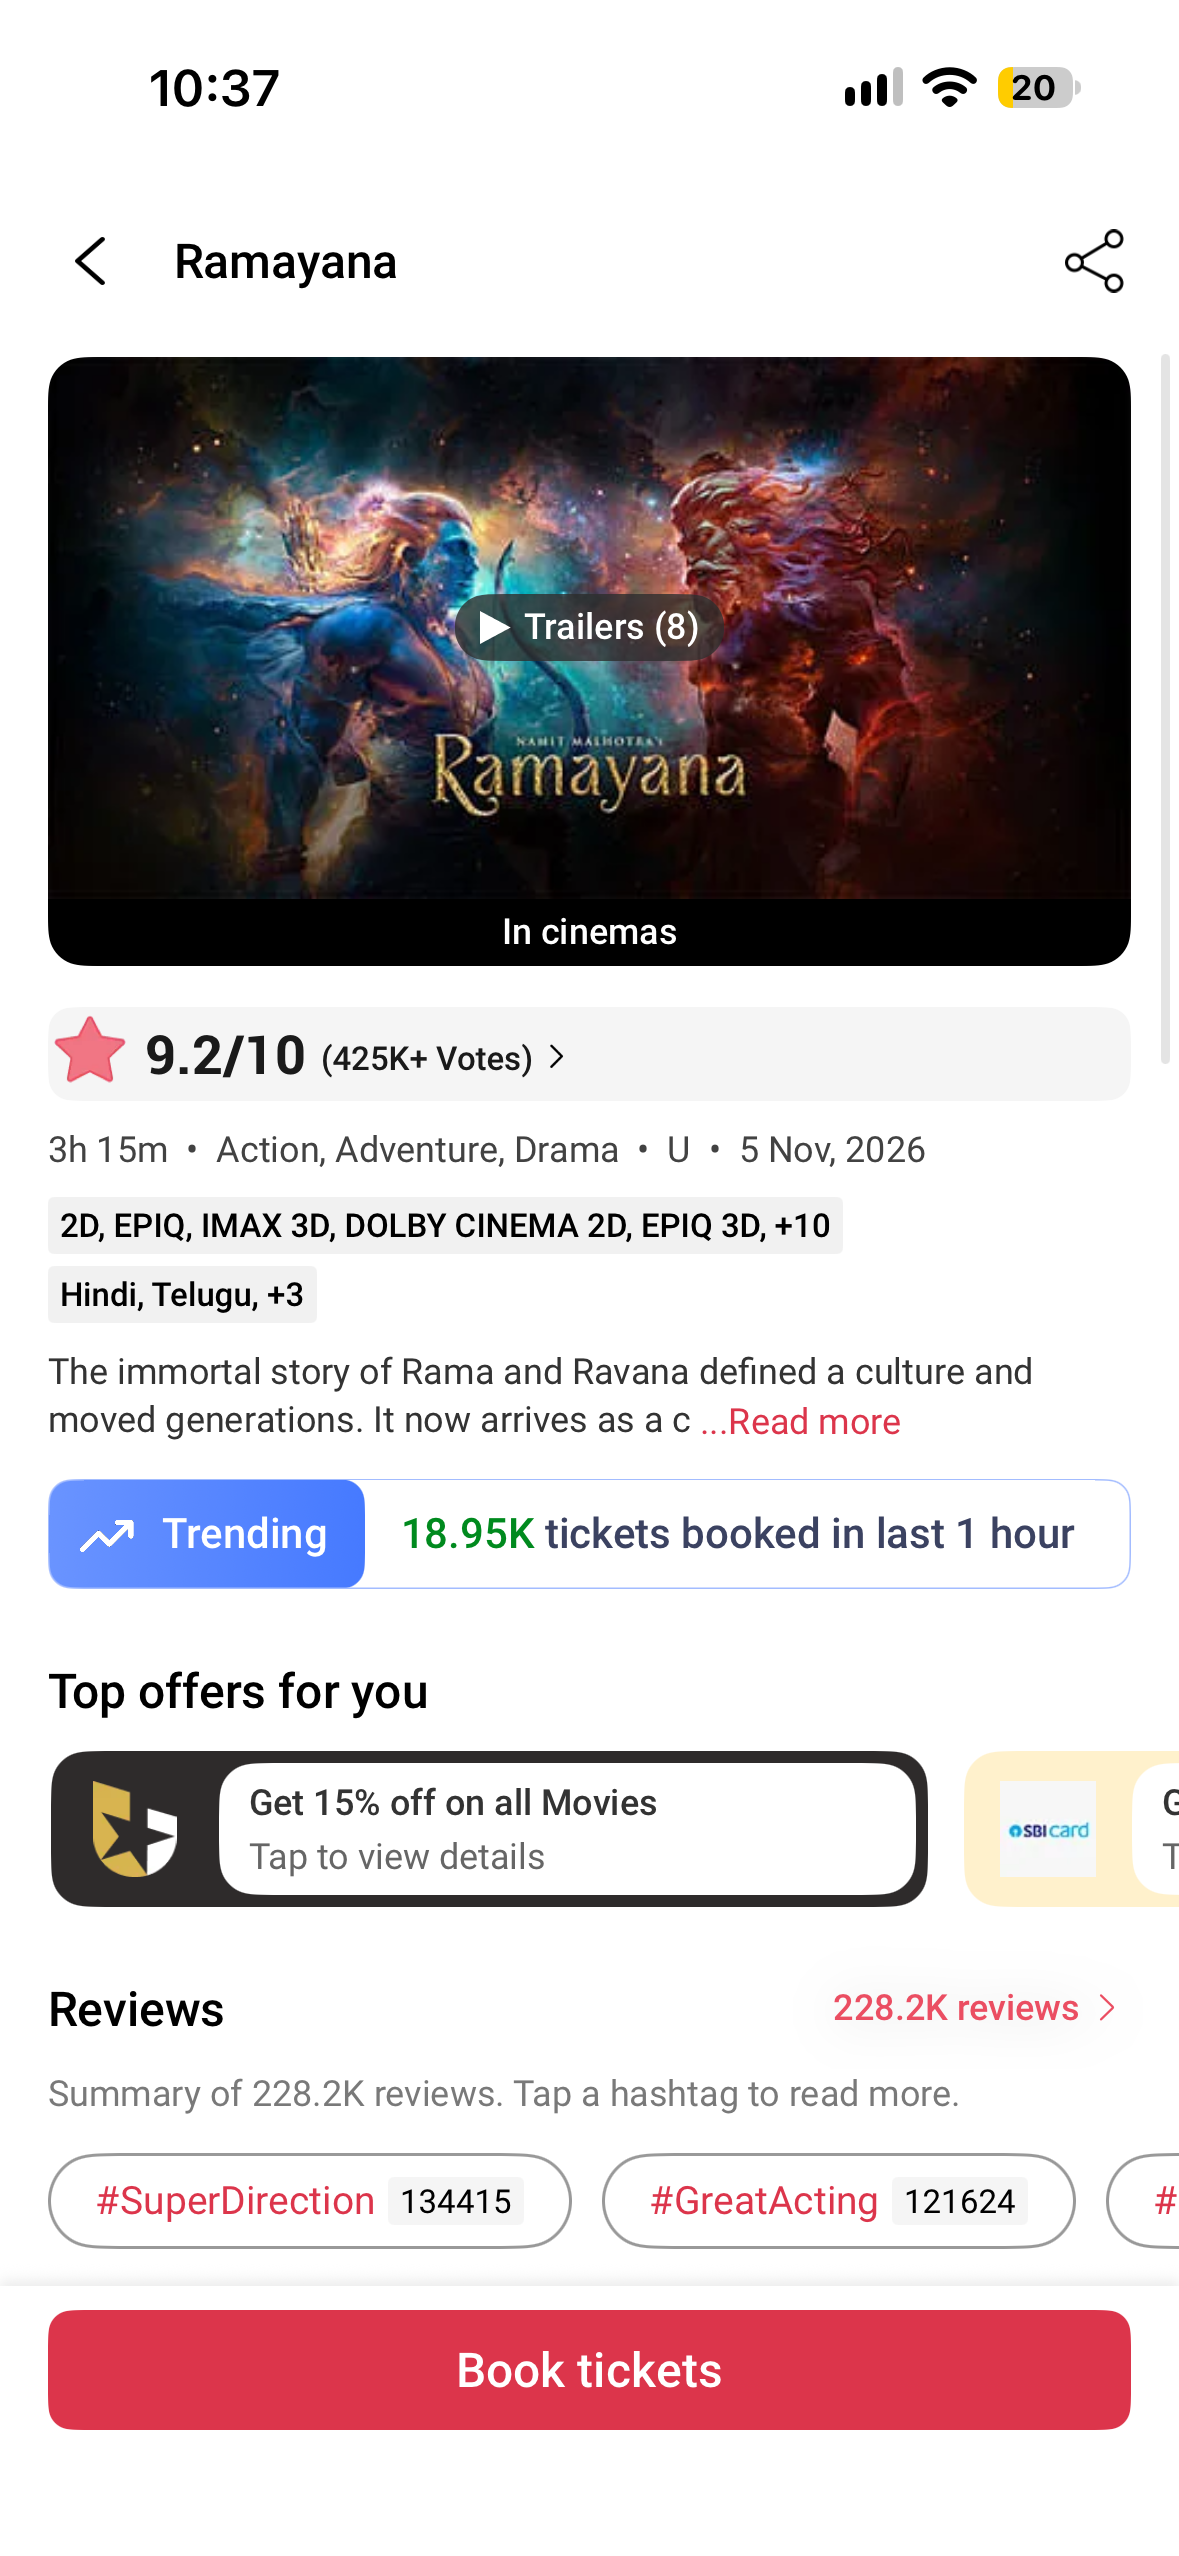 10:37
20
Ramayana
Trailers (8)
NAMIT MALHOTRA'S
Ramayana
In cinemas
9.2/10 (425K+ Votes)
3h 15m • Action, Adventure, Drama • U • 5 Nov, 2026
2D, EPIQ, IMAX 3D, DOLBY CINEMA 2D, EPIQ 3D, +10
Hindi, Telugu, +3
The immortal story of Rama and Ravana defined a culture and
moved generations. It now arrives as a c ...Read more
Trending 18.95K tickets booked in last 1 hour
Top offers for you
Get 15% off on all Movies
Tap to view details
SBI card
G
T
Reviews
228.2K reviews
Summary of 228.2K reviews. Tap a hashtag to read more.
#SuperDirection 134415
#GreatActing 121624
#
Book tickets